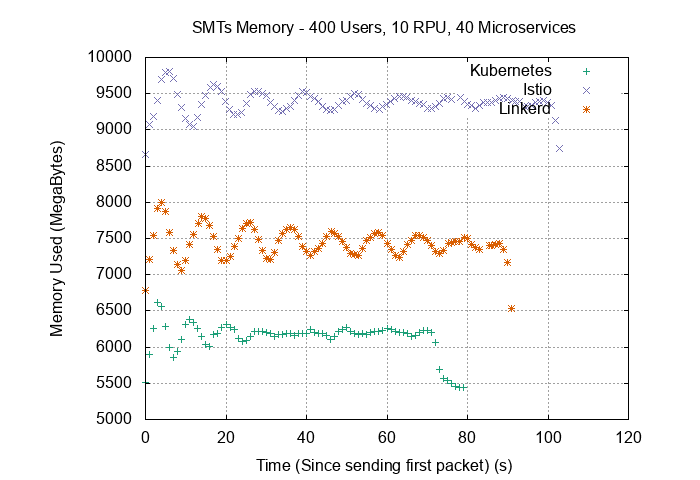 SMTs Memory - 400 Users, 10 RPU, 40 Microservices
Kubernetes
Istio
Linkerd
Memory Used (MegaBytes)
10000
9500
9000
8500
8000
7500
7000
6500
6000
5500
5000
0 20 40 60 80 100 120
Time (Since sending first packet) (s)